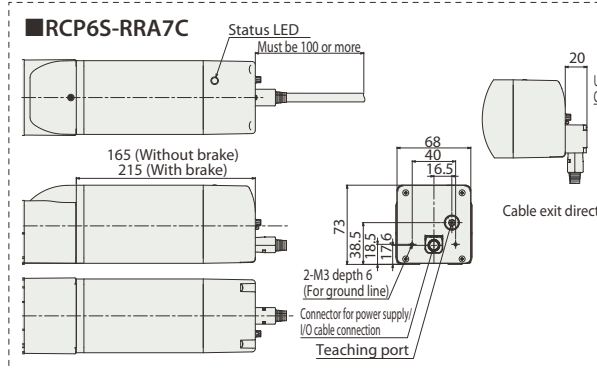 ■RCP6S-RRA7C
Status LED
Must be 100 or more
20
165 (Without brake)
215 (With brake)
68
40
16.5
73
38.5
18.5
17.6
Cable exit direct
2-M3 depth 6
(For ground line)
Connector for power supply/
I/O cable connection
Teaching port